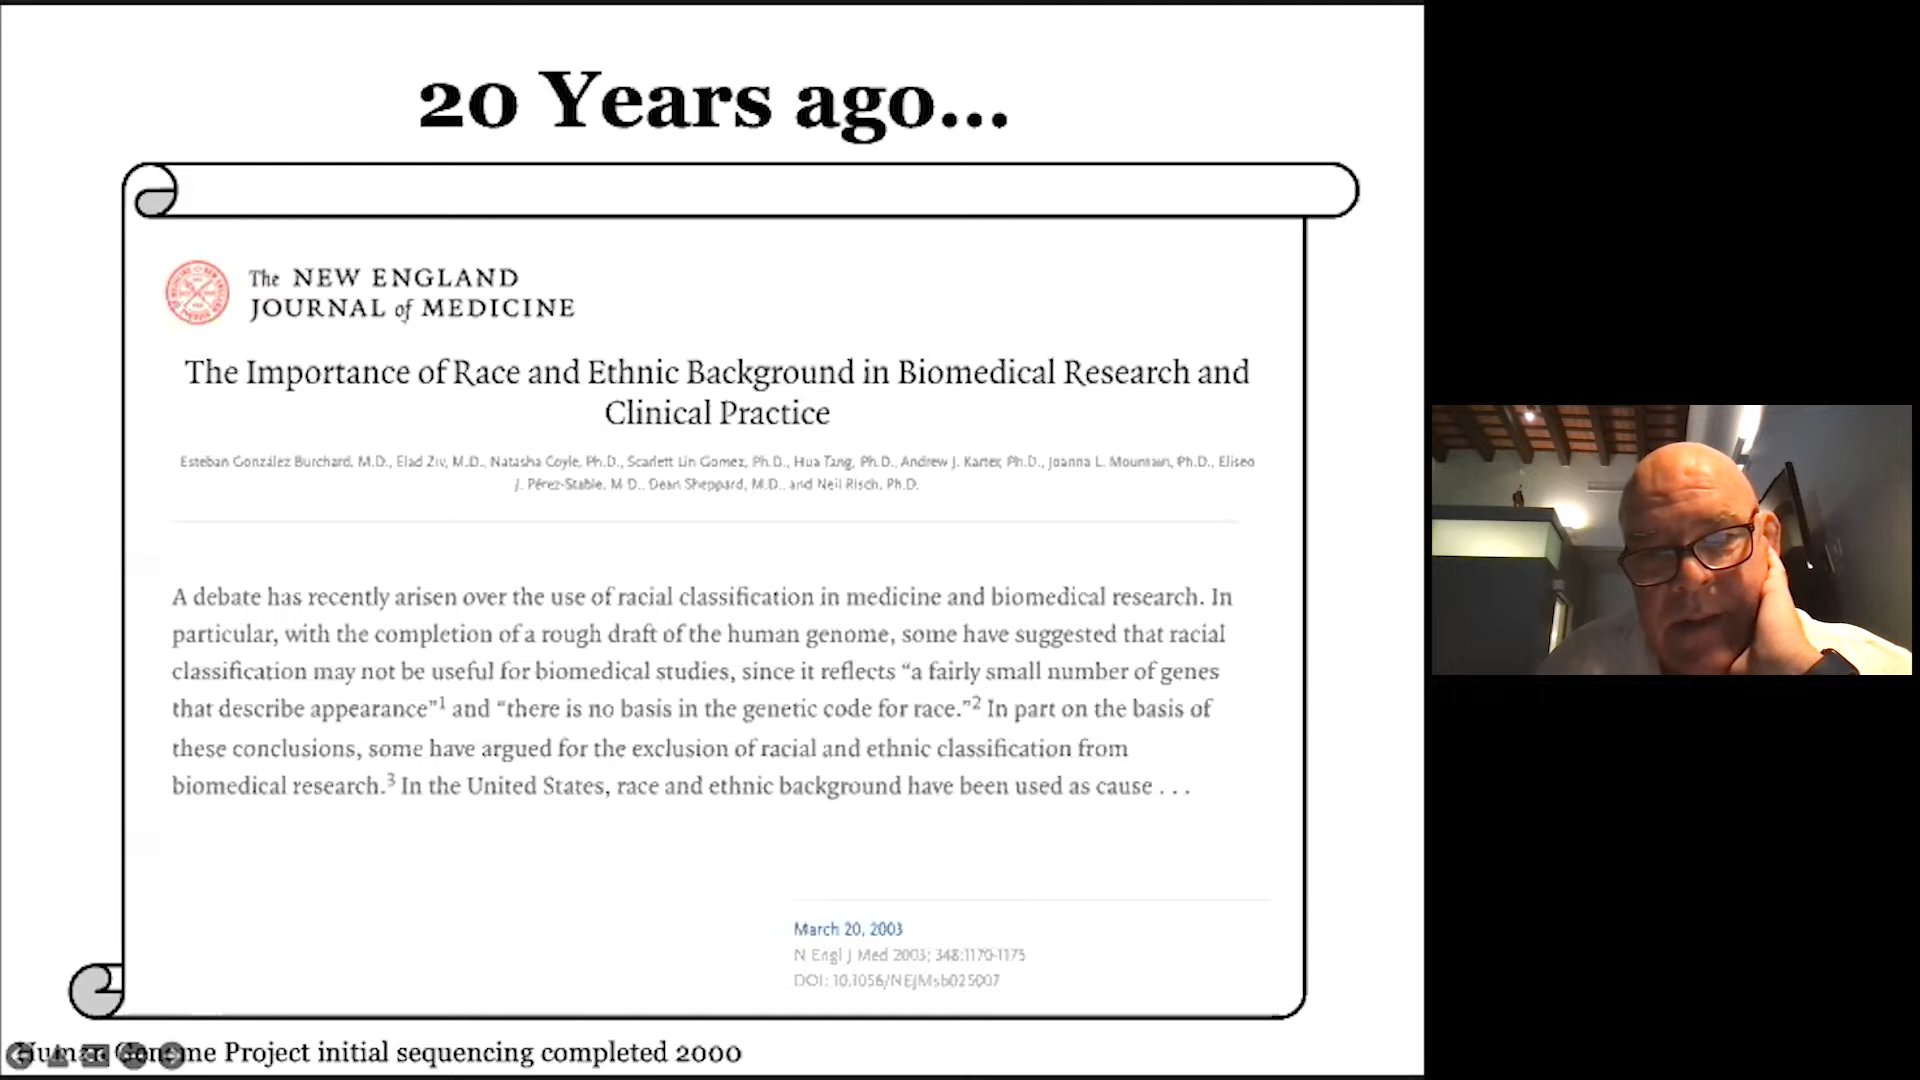 20 Years ago...
The NEW ENGLAND
JOURNAL of MEDICINE
The Importance of Race and Ethnic Background in Biomedical Research and
Clinical Practice
Esteban González Burchard, M.D., Elad Ziv, M.D., Natasha Coyle, Ph.D., Scarlett Lin Gomez, Ph.D., Hua Tang, Ph.D., Andrew J. Karter, Ph.D., Joanna L. Mountain, Ph.D., Eliseo
J. Pérez-Stable, M.D., Dean Sheppard, M.D., and Neil Risch, Ph.D.
A debate has recently arisen over the use of racial classification in medicine and biomedical research. In
particular, with the completion of a rough draft of the human genome, some have suggested that racial
classification may not be useful for biomedical studies, since it reflects “a fairly small number of genes
that describe appearance”1 and “there is no basis in the genetic code for race.”2 In part on the basis of
these conclusions, some have argued for the exclusion of racial and ethnic classification from
biomedical research.3 In the United States, race and ethnic background have been used as cause . . .
March 20, 2003
N Engl J Med 2003; 348:1170-1175
DOI: 10.1056/NEJMsb025007
Human Genome Project initial sequencing completed 2000